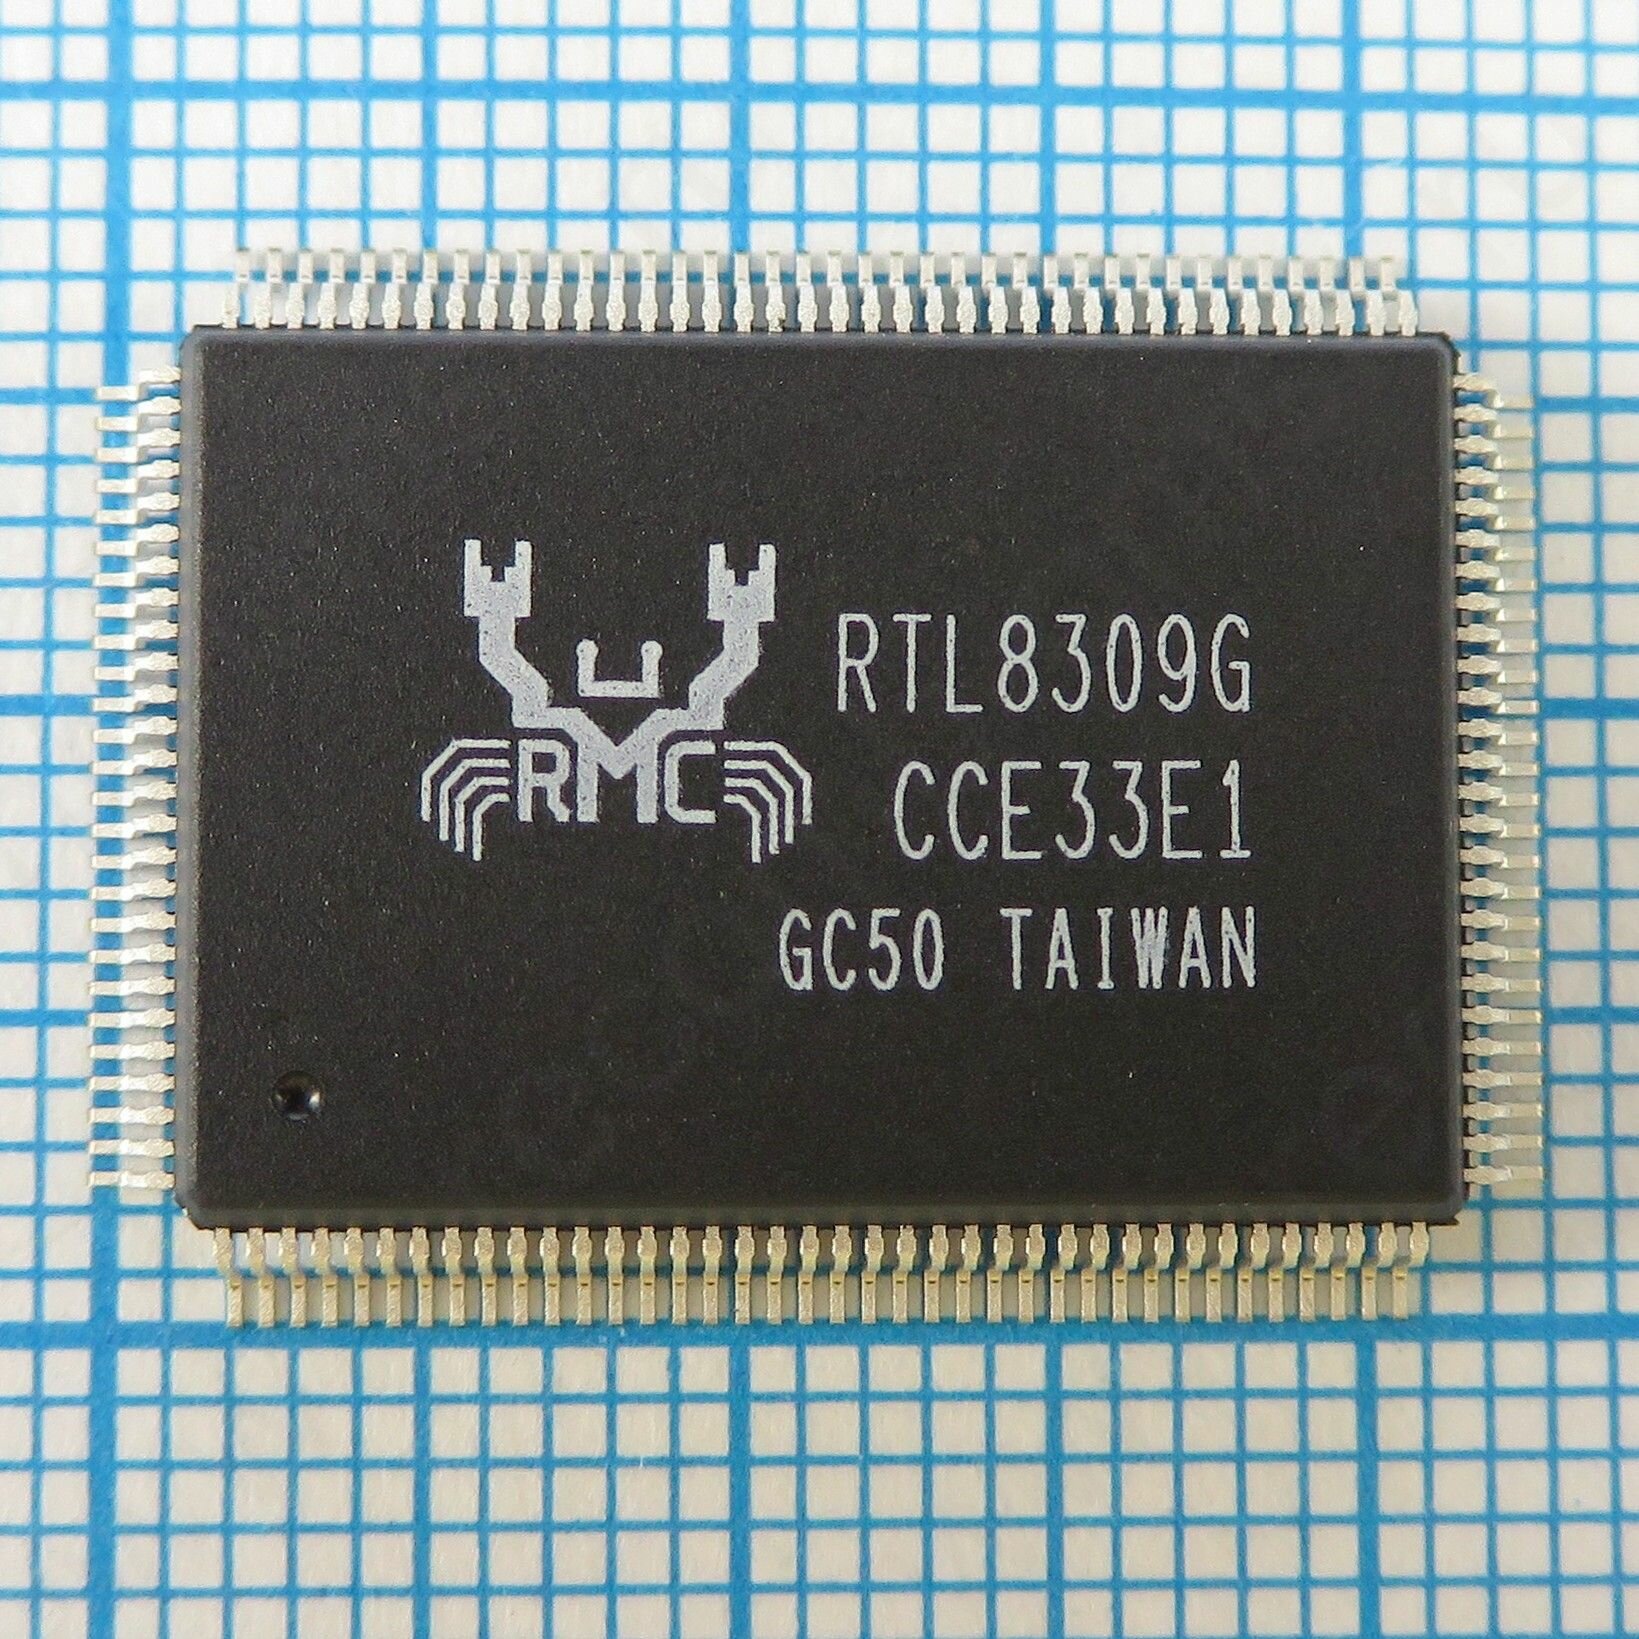 RMC
RTL8309G
CCE33E1
GC50 TAIWAN